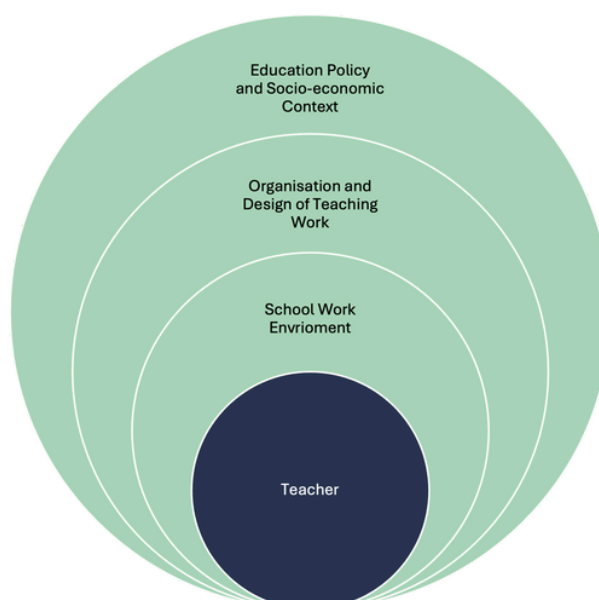 Education Policy
and Socio-economic
Context
Organisation and
Design of Teaching
Work
School Work
Envrioment
Teacher